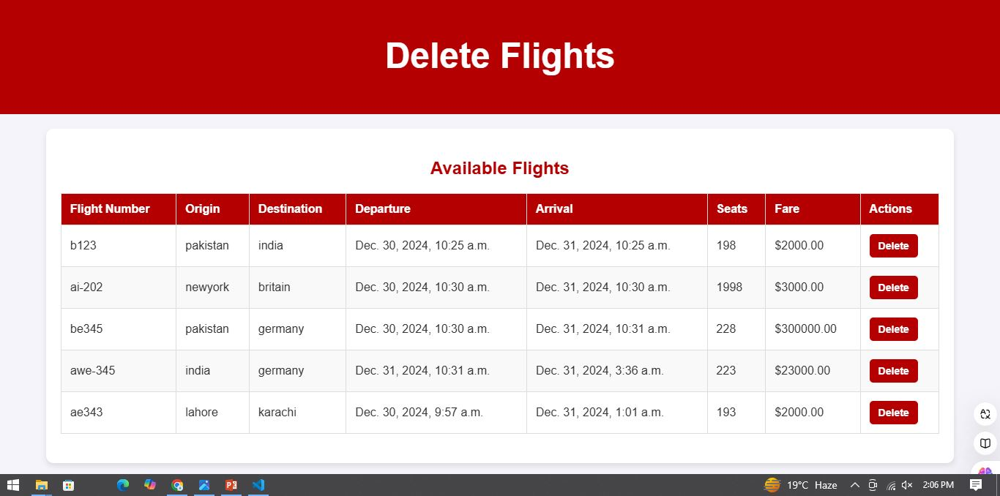 Delete Flights
Available Flights
Flight Number Origin Destination Departure Arrival Seats Fare Actions
b123 pakistan india Dec. 30, 2024, 10:25 a.m. Dec. 31, 2024, 10:25 a.m. 198 $2000.00 Delete
ai-202 newyork britain Dec. 30, 2024, 10:30 a.m. Dec. 31, 2024, 10:30 a.m. 1998 $3000.00 Delete
be345 pakistan germany Dec. 30, 2024, 10:30 a.m. Dec. 31, 2024, 10:31 a.m. 228 $300000.00 Delete
awe-345 india germany Dec. 31, 2024, 10:31 a.m. Dec. 31, 2024, 3:36 a.m. 223 $23000.00 Delete
ae343 lahore karachi Dec. 30, 2024, 9:57 a.m. Dec. 31, 2024, 1:01 a.m. 193 $2000.00 Delete
19°C Haze 2:06 PM